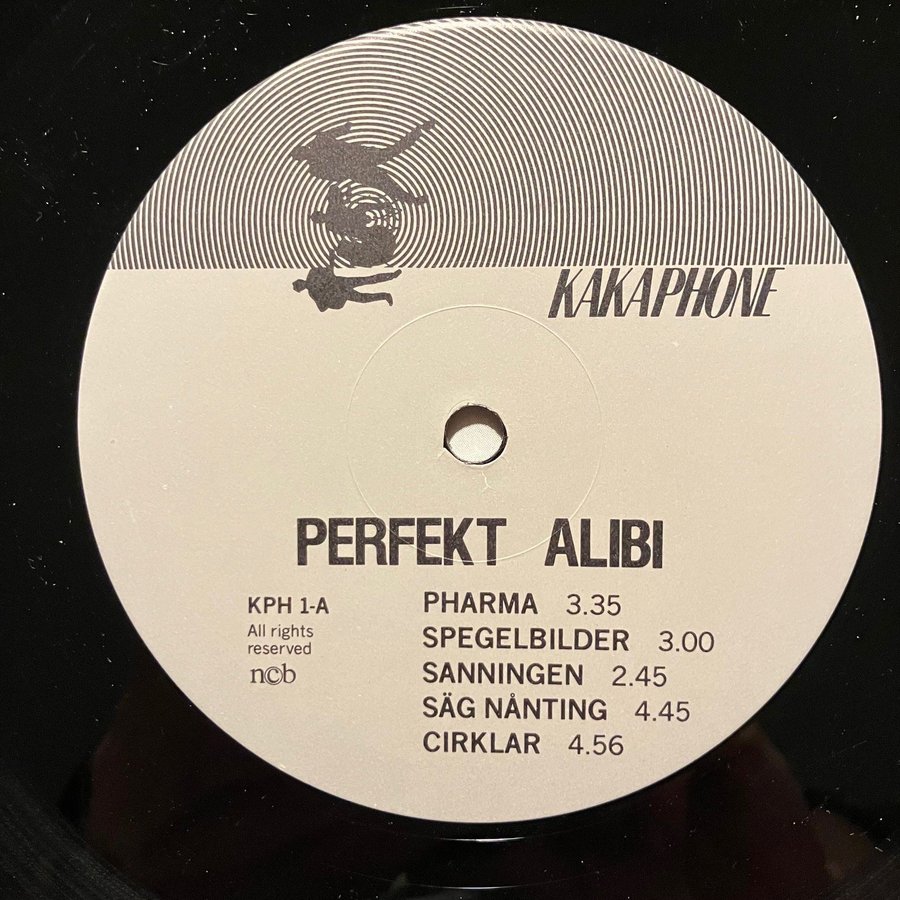 KAKAPHONE
PERFEKT ALIBI
KPH 1-A
All rights
reserved
n©b
PHARMA 3.35
SPEGELBILDER 3.00
SANNINGEN 2.45
SÄG NÅNTING 4.45
CIRKLAR 4.56